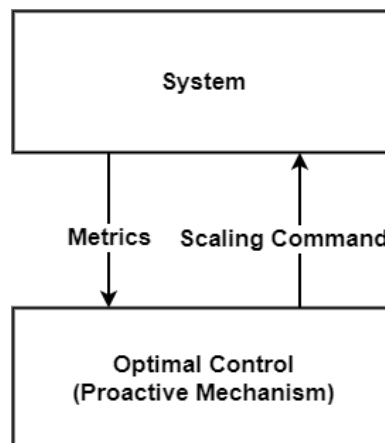 System
Metrics
Scaling Command
Optimal Control
(Proactive Mechanism)